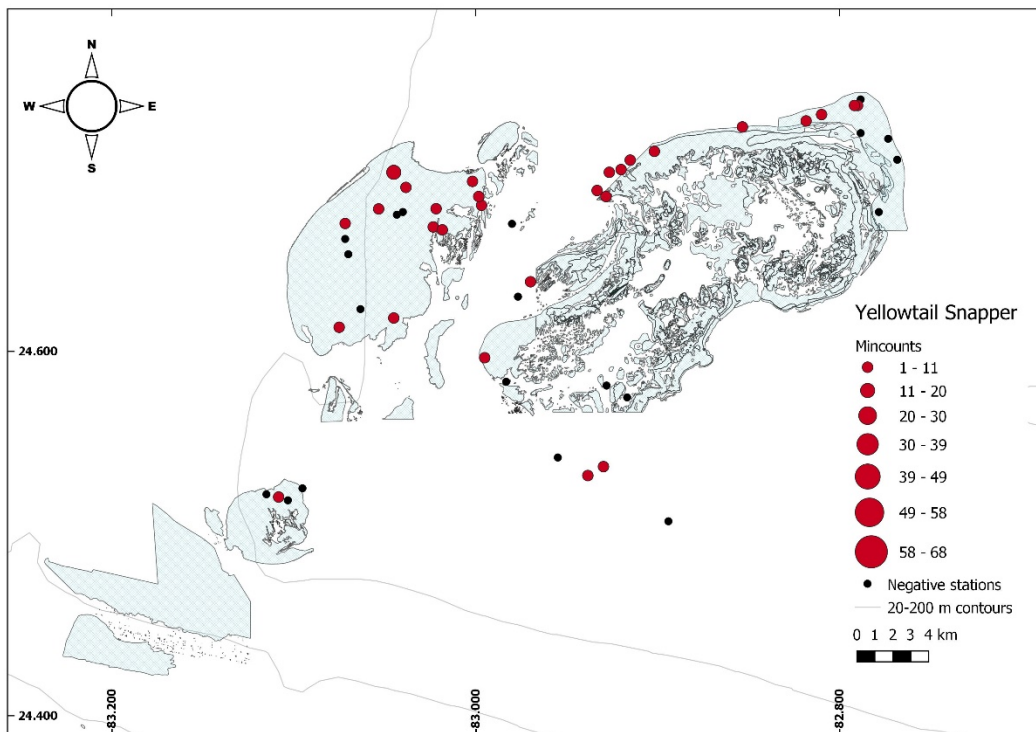 N
W
E
S
Yellowtail Snapper
Mincounts
1 - 11
11 - 20
20 - 30
30 - 39
39 - 49
49 - 58
58 - 68
Negative stations
20-200 m contours
0 1 2 3 4 km
24.600
24.400
-83.200
-83.000
-82.800